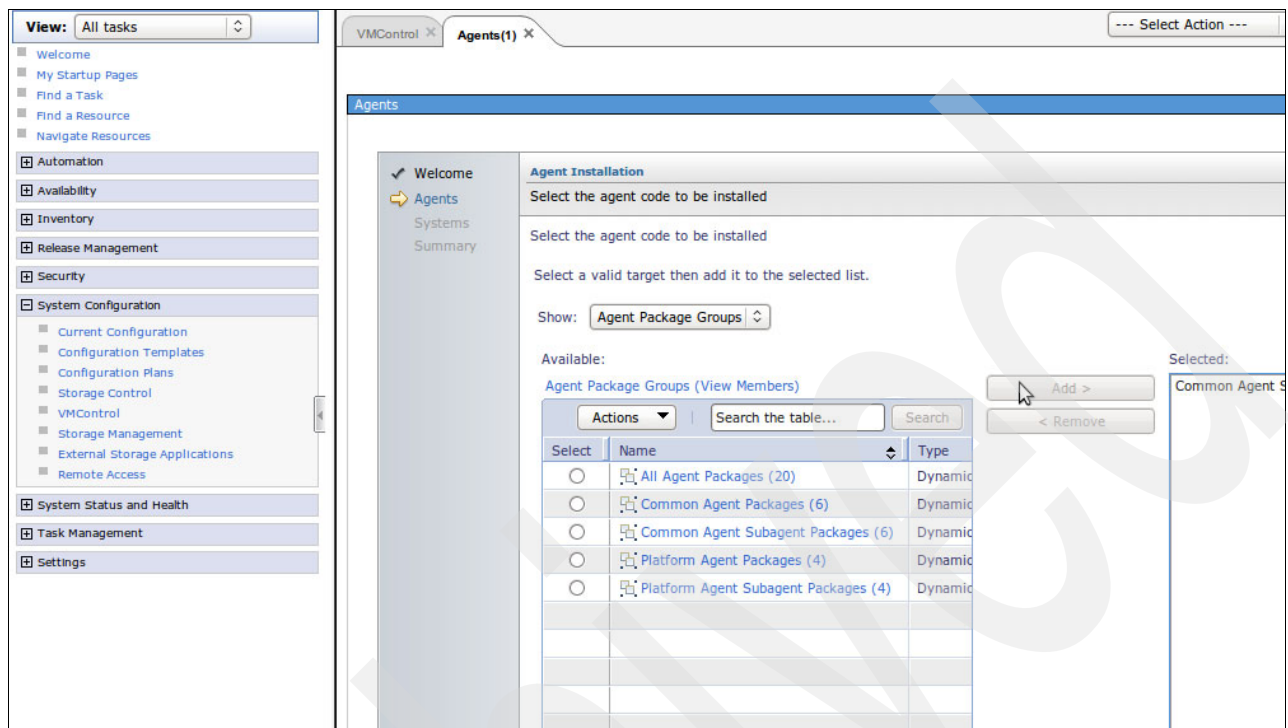 View: All tasks
Welcome
My Startup Pages
Find a Task
Find a Resource
Navigate Resources
Automation
Availability
Inventory
Release Management
Security
System Configuration
Current Configuration
Configuration Templates
Configuration Plans
Storage Control
VMControl
Storage Management
External Storage Applications
Remote Access
System Status and Health
Task Management
Settings
VMControl Agents(1) --- Select Action ---
Agents
Welcome
Agents
Systems
Summary
Agent Installation
Select the agent code to be installed
Select the agent code to be installed
Select a valid target then add it to the selected list.
Show: Agent Package Groups
Available:
Agent Package Groups (View Members)
Actions Search the table... Search
Select Name Type
All Agent Packages (20) Dynamic
Common Agent Packages (6) Dynamic
Common Agent Subagent Packages (6) Dynamic
Platform Agent Packages (4) Dynamic
Platform Agent Subagent Packages (4) Dynamic
Add >
< Remove
Selected:
Common Agent S